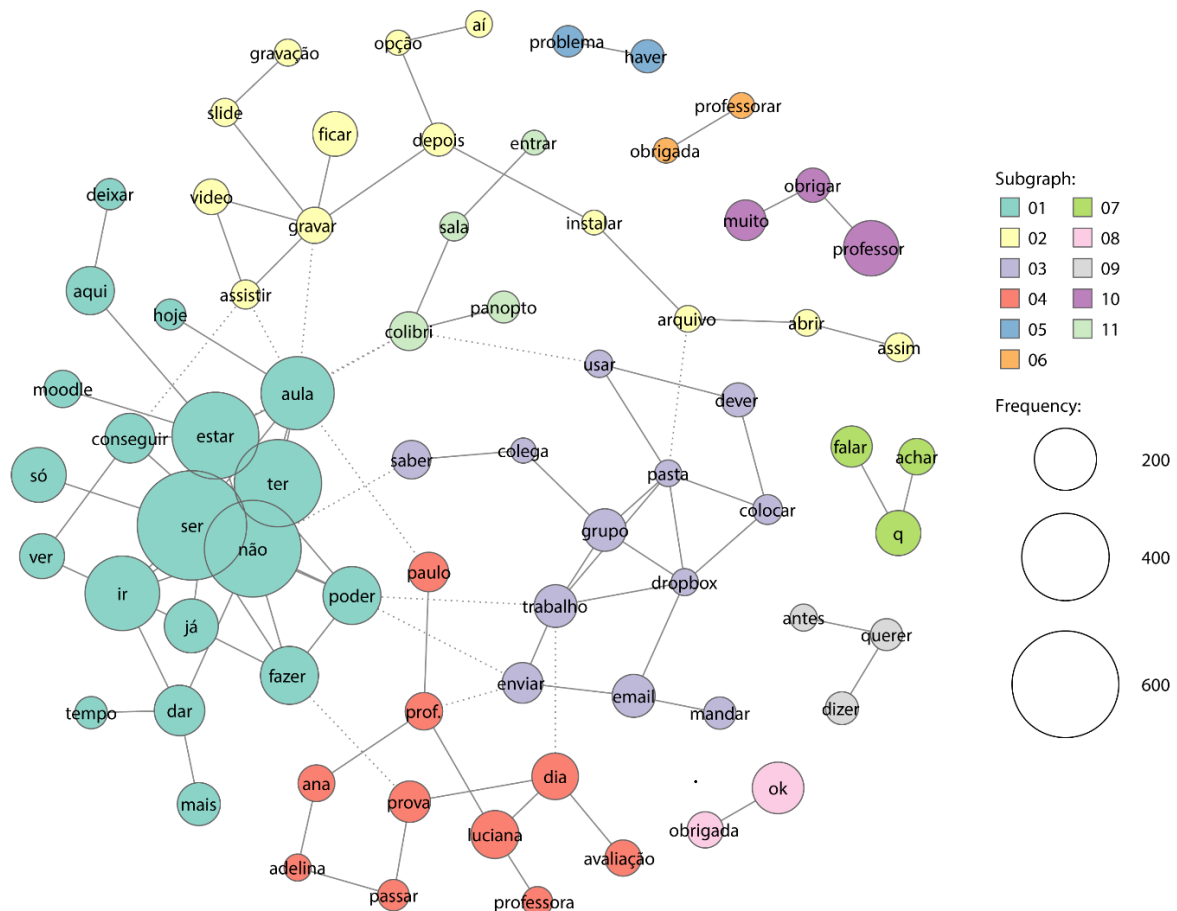 aí
opção
gravação
problema
haver
professorar
slide
ficar
depois
entrar
obrigada
deixar
video
gravar
sala
instalar
muito
obrigar
professor
aqui
assistir
hoje
colibri
panopto
arquivo
abrir
assim
usar
dever
moodle
aula
conseguir
estar
saber
colega
falar
achar
só
ter
pasta
colocar
ser
não
grupo
q
ver
paulo
dropbox
ir
poder
trabalho
já
antes
querer
fazer
enviar
email
mandar
dizer
tempo
dar
prof.
ana
prova
dia
ok
mais
luciana
obrigada
avaliação
adelina
passar
professora
Subgraph:
01 07
02 08
03 09
04 10
05 11
06
Frequency:
200
400
600